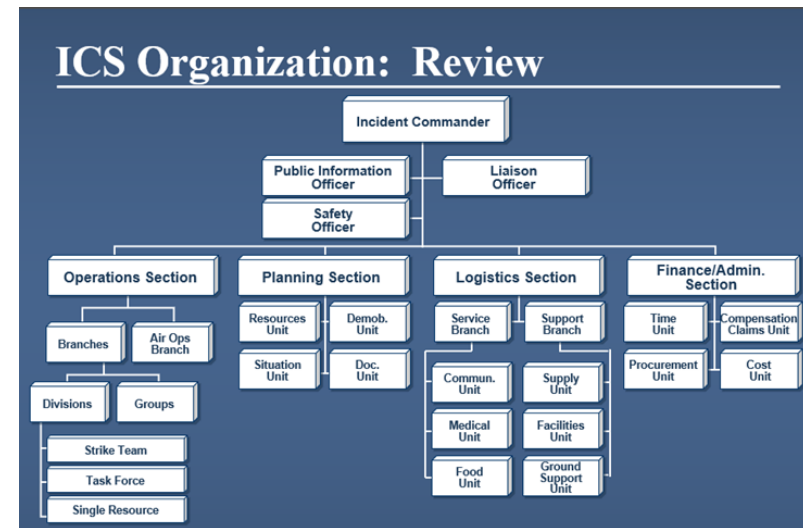 ICS Organization: Review
Incident Commander
Public Information
Officer
Liaison
Officer
Safety
Officer
Operations Section
Planning Section
Logistics Section
Finance/Admin.
Section
Branches
Air Ops
Branch
Divisions
Groups
Strike Team
Task Force
Single Resource
Resources
Unit
Demob.
Unit
Situation
Unit
Doc.
Unit
Service
Branch
Support
Branch
Commun.
Unit
Supply
Unit
Medical
Unit
Facilities
Unit
Food
Unit
Ground
Support
Unit
Time
Unit
Compensation
Claims Unit
Procurement
Unit
Cost
Unit